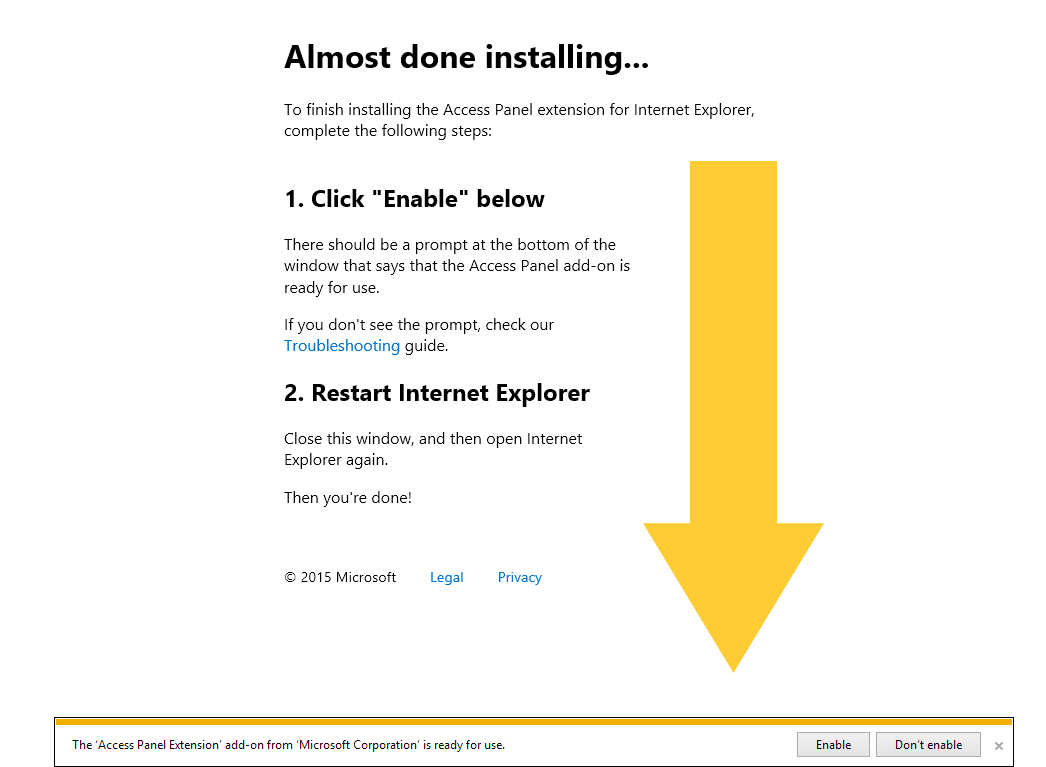 Almost done installing...
To finish installing the Access Panel extension for Internet Explorer,
complete the following steps:
1. Click "Enable" below
There should be a prompt at the bottom of the
window that says that the Access Panel add-on is
ready for use.
If you don't see the prompt, check our
Troubleshooting guide.
2. Restart Internet Explorer
Close this window, and then open Internet
Explorer again.
Then you're done!
© 2015 Microsoft Legal Privacy
The ‘Access Panel Extension’ add-on from ‘Microsoft Corporation’ is ready for use. Enable Don’t enable ×